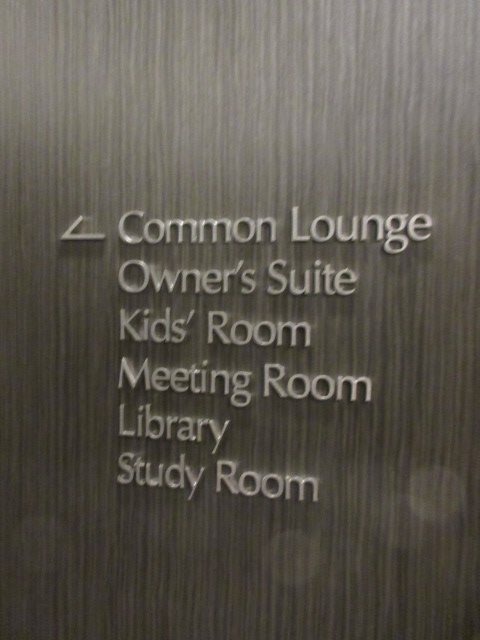 Common Lounge
Owner's Suite
Kids' Room
Meeting Room
Library
Study Room